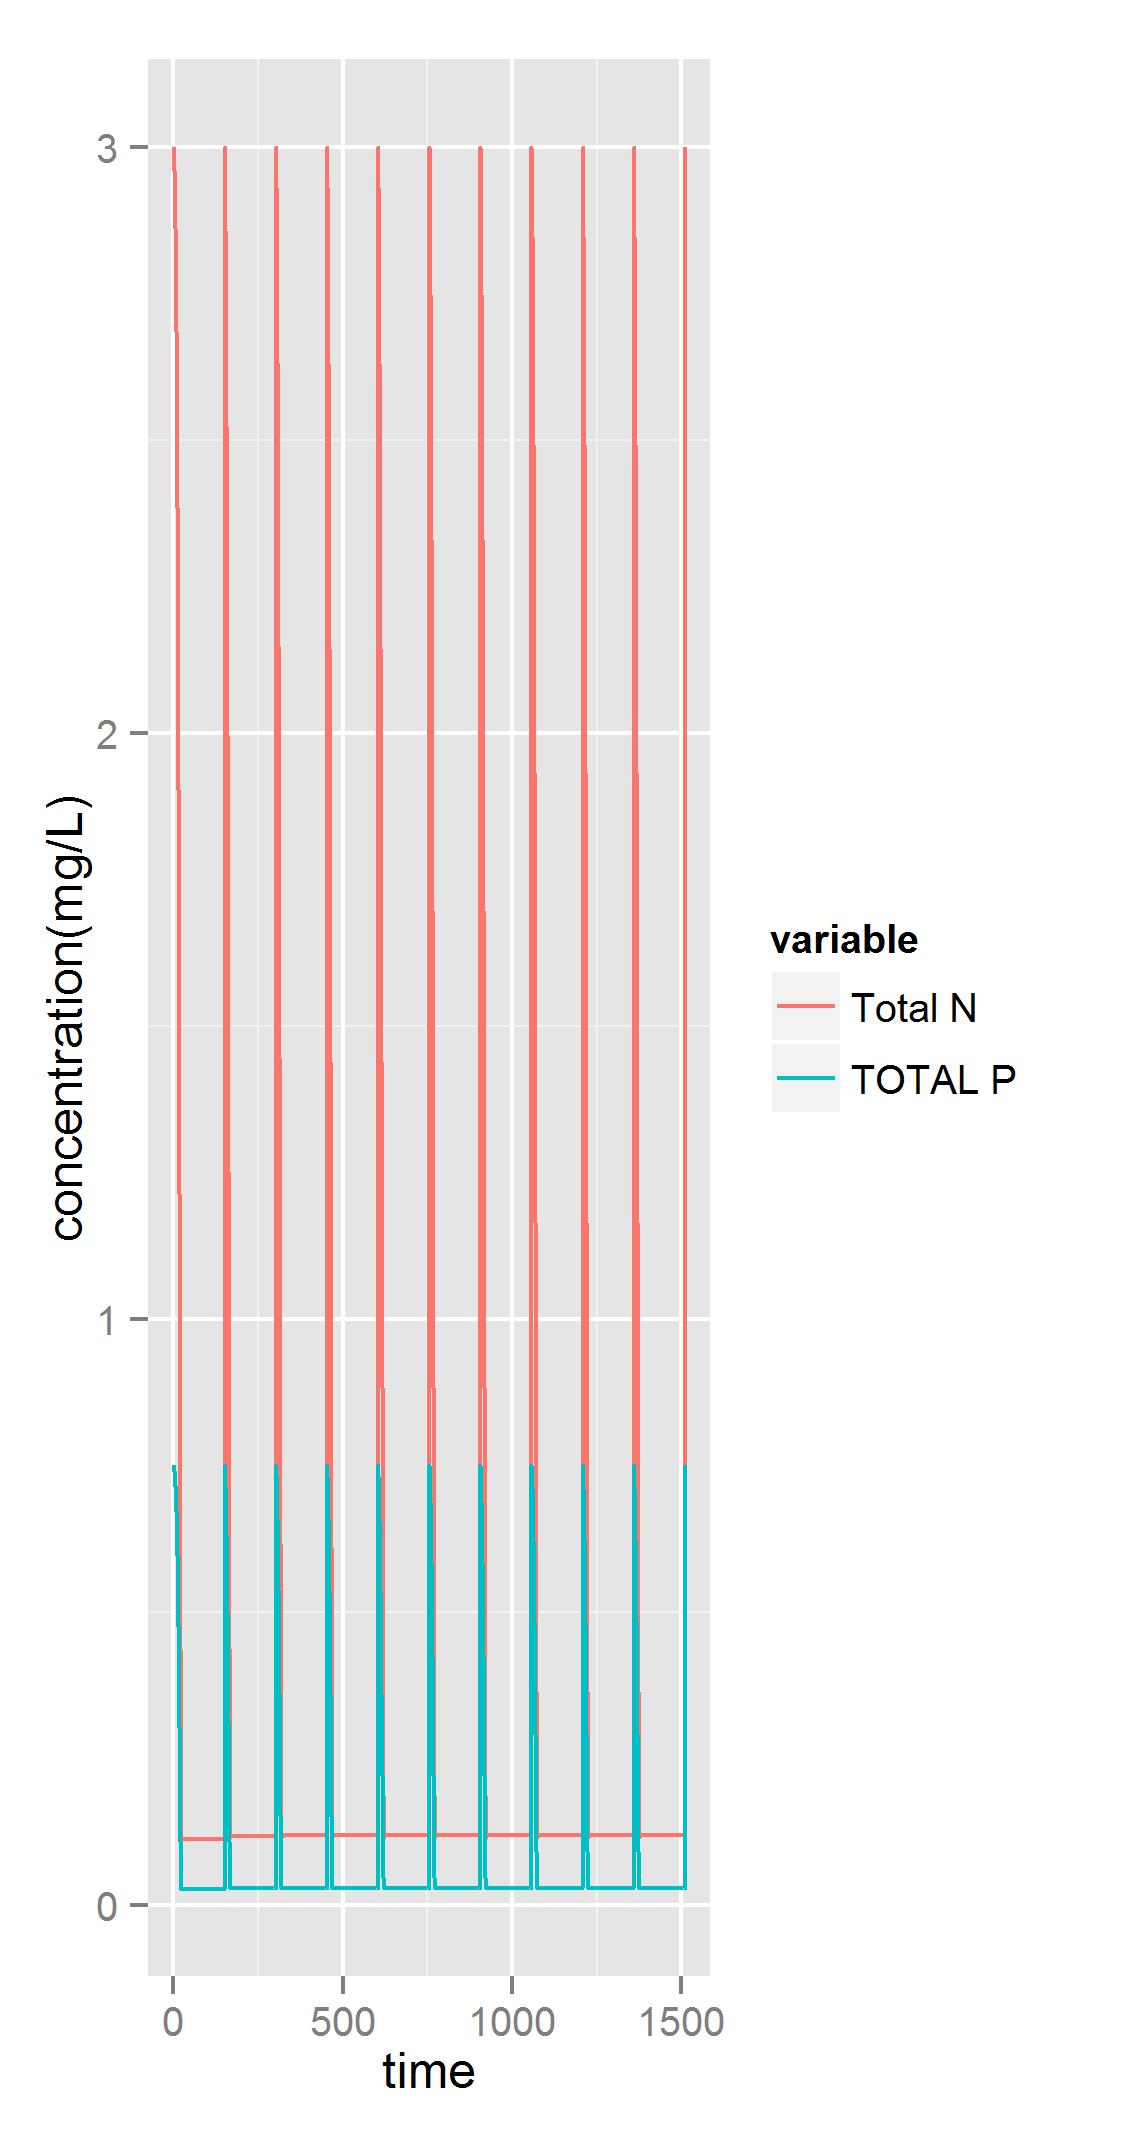 3
2
1
0
concentration(mg/L)
0 500 1000 1500
time
variable
Total N
TOTAL P